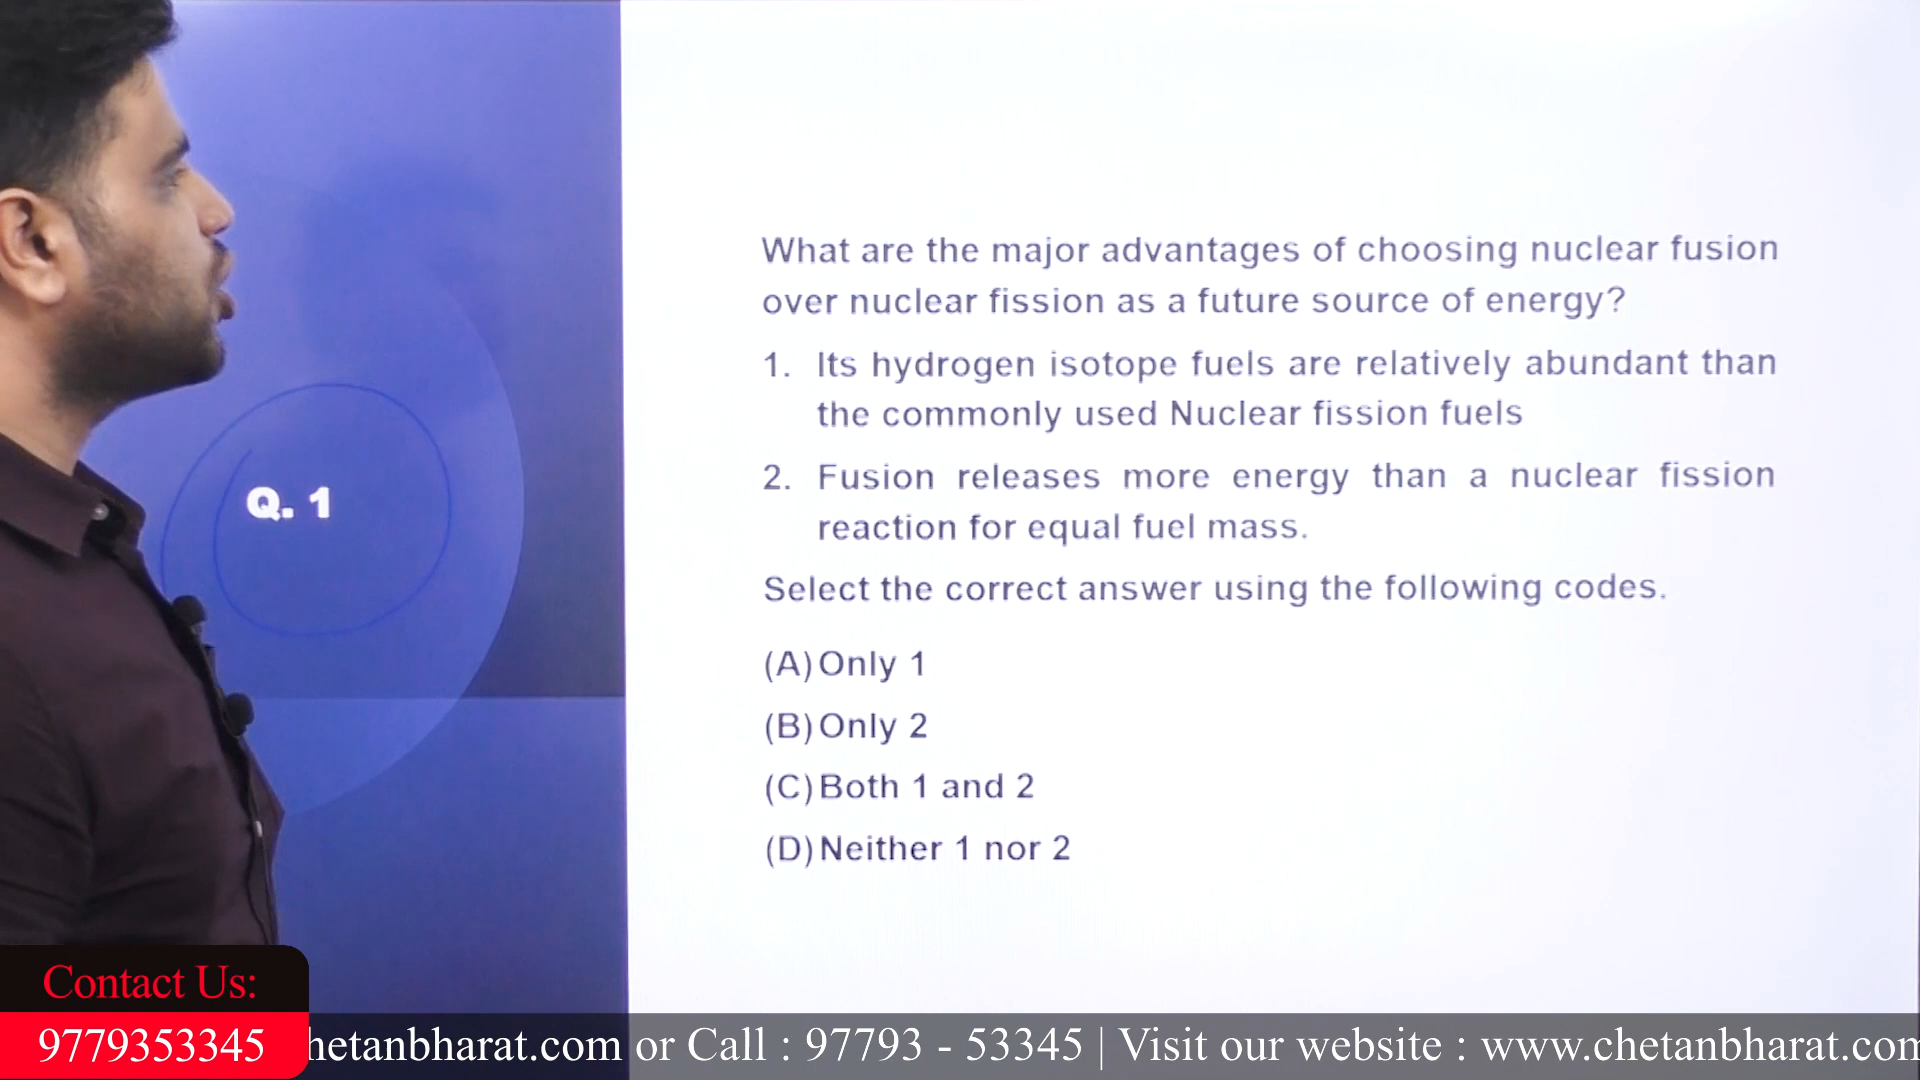 What are the major advantages of choosing nuclear fusion
over nuclear fission as a future source of energy?
1. Its hydrogen isotope fuels are relatively abundant than
the commonly used Nuclear fission fuels
2. Fusion releases more energy than a nuclear fission
reaction for equal fuel mass.
Select the correct answer using the following codes.
(A) Only 1
(B) Only 2
(C) Both 1 and 2
(D) Neither 1 nor 2
Q. 1
Contact Us:
9779353345
hetanbharat.com or Call : 97793 - 53345 | Visit our website : www.chetanbharat.com